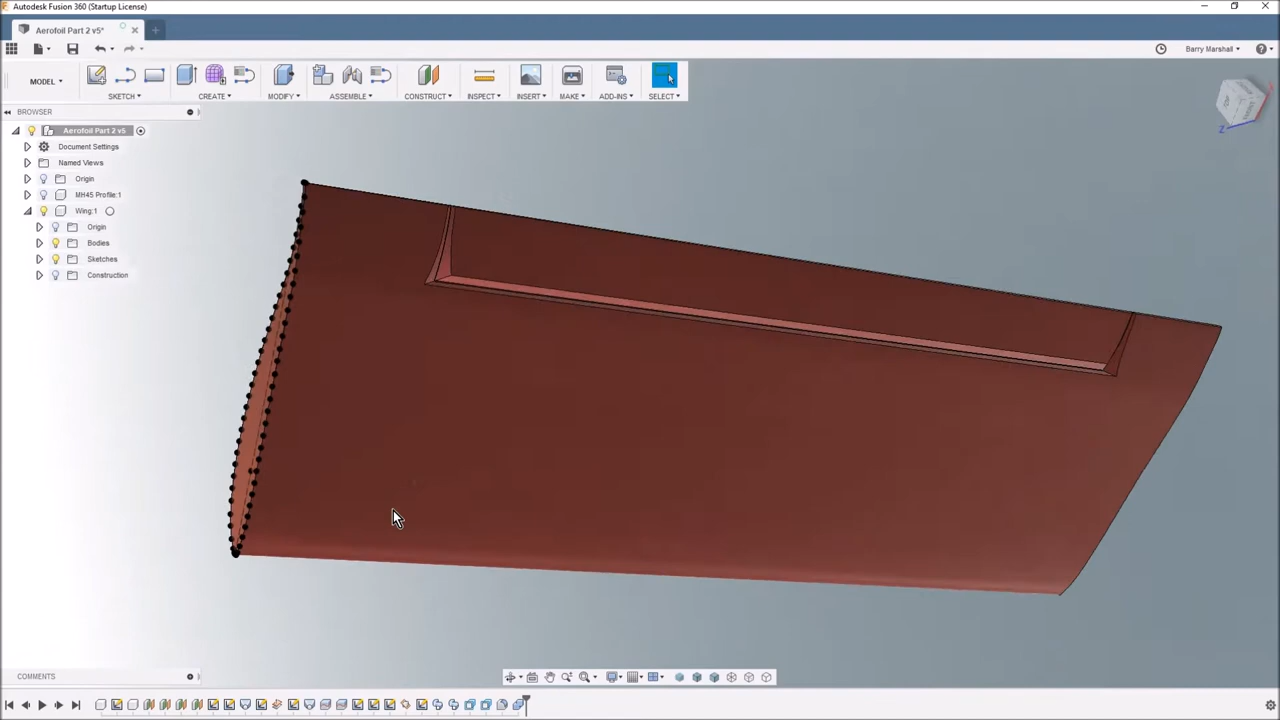 Autodesk Fusion 360 (Startup License)
Aerofoil Part 2 v5*
Barry Marshall
MODEL
SKETCH CREATE MODIFY ASSEMBLE CONSTRUCT INSPECT INSERT MAKE ADD-INS SELECT
BROWSER
Aerofoil Part 2 v5
Document Settings
Named Views
Origin
MH45 Profile:1
Wing:1
Origin
Bodies
Sketches
Construction
Z
COMMENTS